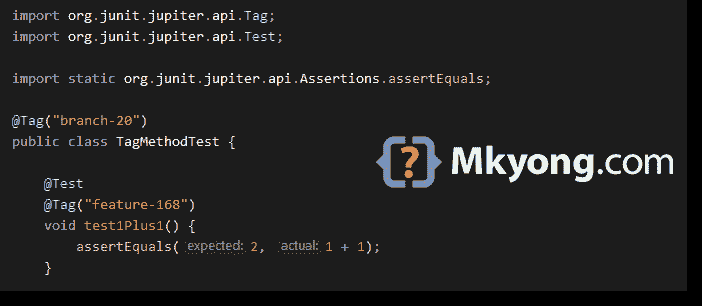 import org.junit.jupiter.api.Tag;
import org.junit.jupiter.api.Test;
import static org.junit.jupiter.api.Assertions.assertEquals;
@Tag("branch-20")
public class TagMethodTest {
{?} Mkyong.com
@Test
@Tag("feature-168")
void test1Plus1() {
assertEquals( expected: 2, actual: 1 + 1);
}